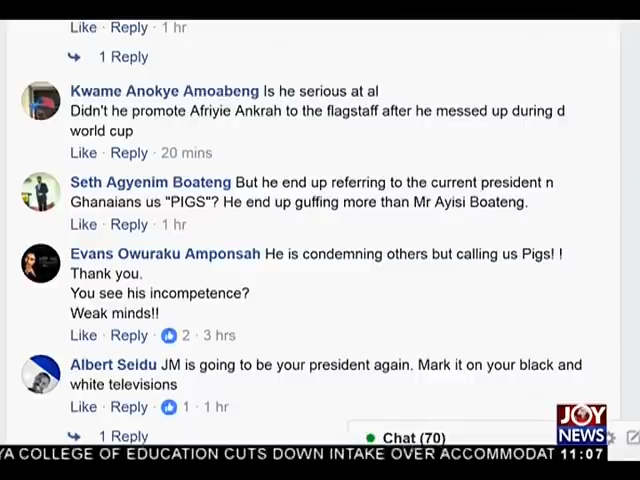 Like · Reply · 1 hr
1 Reply
Kwame Anokye Amoabeng Is he serious at al
Didn't he promote Afriyie Ankrah to the flagstaff after he messed up during d
world cup
Like · Reply · 20 mins
Seth Agyenim Boateng But he end up referring to the current president n
Ghanaians us "PIGS"? He end up guffing more than Mr Ayisi Boateng.
Like · Reply · 1 hr
Evans Owuraku Amponsah He is condemning others but calling us Pigs! !
Thank you.
You see his incompetence?
Weak minds!!
Like · Reply · 2 · 3 hrs
Albert Seidu JM is going to be your president again. Mark it on your black and
white televisions
Like · Reply · 1 · 1 hr
1 Reply
Chat (70)
JOY
NEWS
YA COLLEGE OF EDUCATION CUTS DOWN INTAKE OVER ACCOMMODAT 11:07